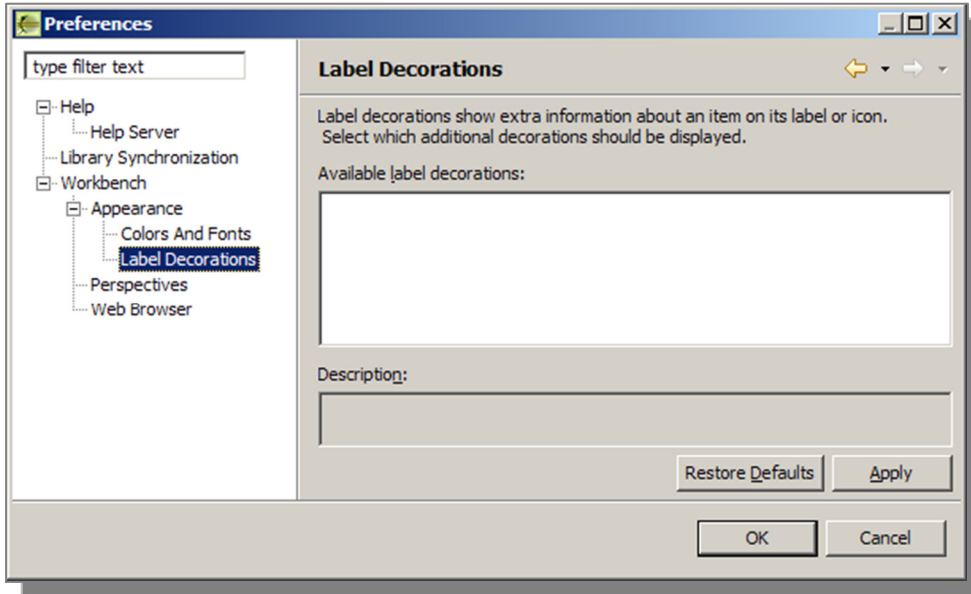 Preferences
type filter text
Help
Help Server
Library Synchronization
Workbench
Appearance
Colors And Fonts
Label Decorations
Perspectives
Web Browser
Label Decorations
Label decorations show extra information about an item on its label or icon.
Select which additional decorations should be displayed.
Available label decorations:
Description:
Restore Defaults
Apply
OK
Cancel